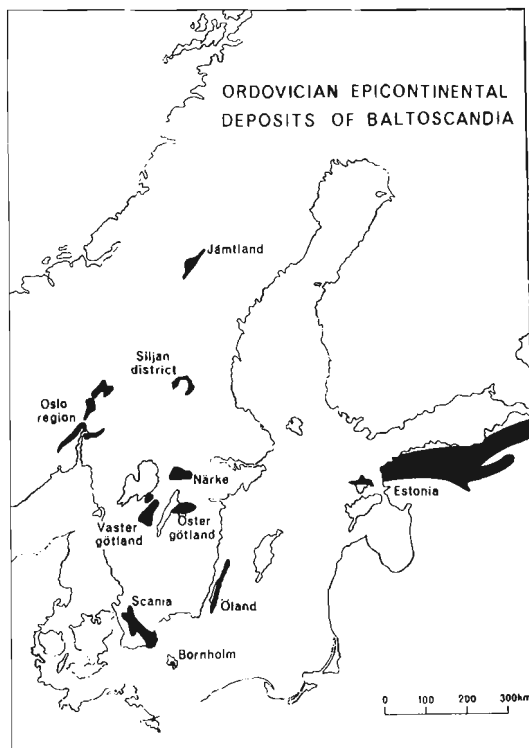 ORDOVICIAN EPICONTINENTAL
DEPOSITS OF BALTOSCANDIA
Jämtland
Siljan
district
Oslo
region
Närke
Estonia
Väster
götland
Öster
götland
Scania
Öland
Bornholm
0 100 200 300km